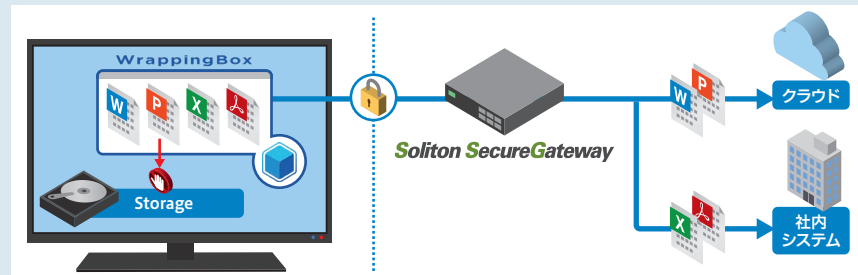 WrappingBox
W
P
X
Storage
Soliton SecureGateway
W
P
クラウド
X
社内
システム